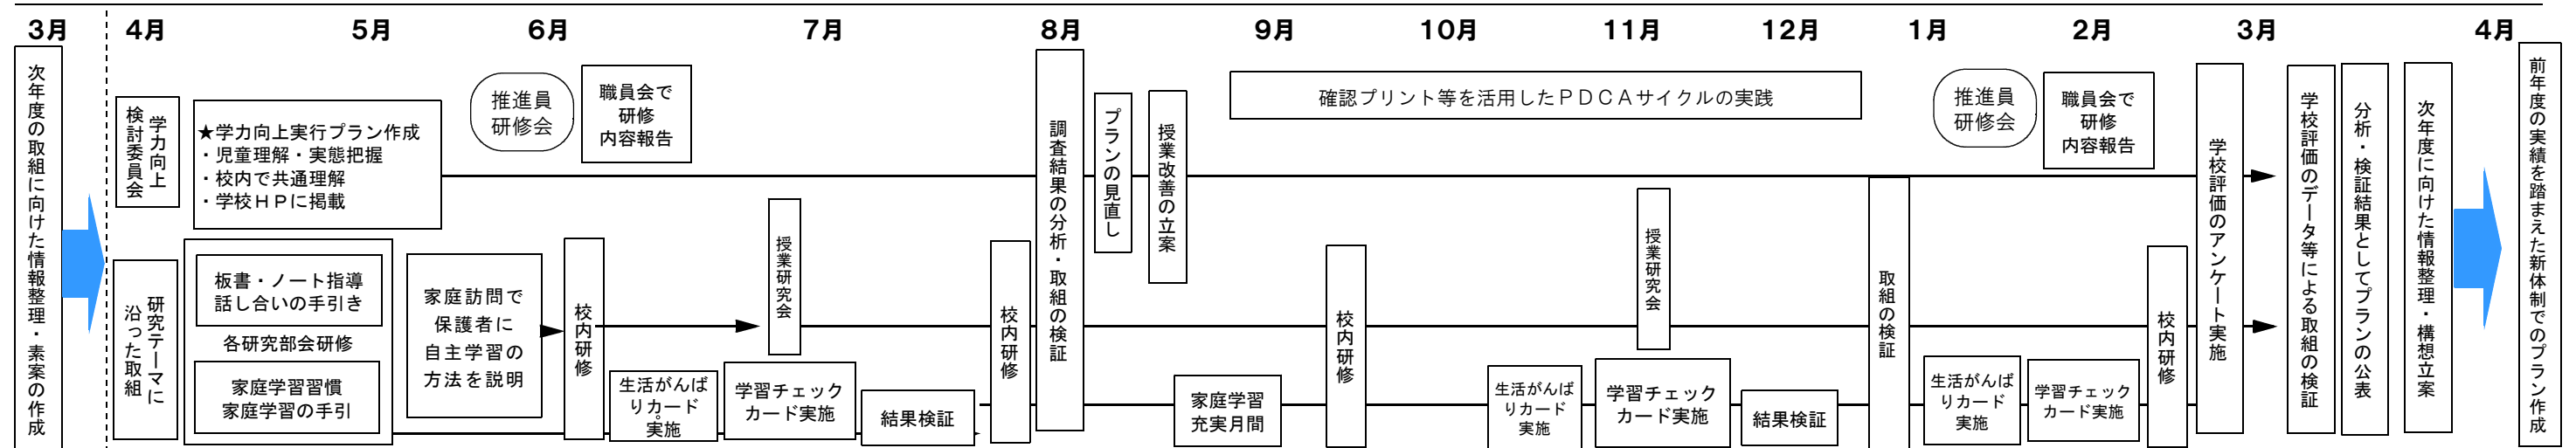 3月 4月 5月 6月 7月 8月 9月 10月 11月 12月 1月 2月 3月 4月
次年度の取組に向けた情報整理・素案の作成
学力向上
検討委員会
★学力向上実行プラン作成
・児童理解・実態把握
・校内で共通理解
・学校ＨＰに掲載
推進員
研修会
職員会で
研修
内容報告
調査結果の分析・取組の検証
プランの見直し
授業改善の立案
確認プリント等を活用したＰＤＣＡサイクルの実践
推進員
研修会
職員会で
研修
内容報告
学校評価のアンケート実施
学校評価のデータ等による取組の検証
分析・検証結果としてプランの公表
次年度に向けた情報整理・構想立案
前年度の実績を踏まえた新体制でのプラン作成
研究テーマに
沿った取組
板書・ノート指導
話し合いの手引き
各研究部会研修
家庭学習習慣
家庭学習の手引
家庭訪問で
保護者に
自主学習の
方法を説明
校内研修
授業研究会
生活がんば
りカード
実施
学習チェック
カード実施
結果検証
校内研修
家庭学習
充実月間
校内研修
授業研究会
生活がんば
りカード
実施
学習チェック
カード実施
結果検証
取組の検証
生活がんば
りカード
実施
学習チェック
カード実施
校内研修